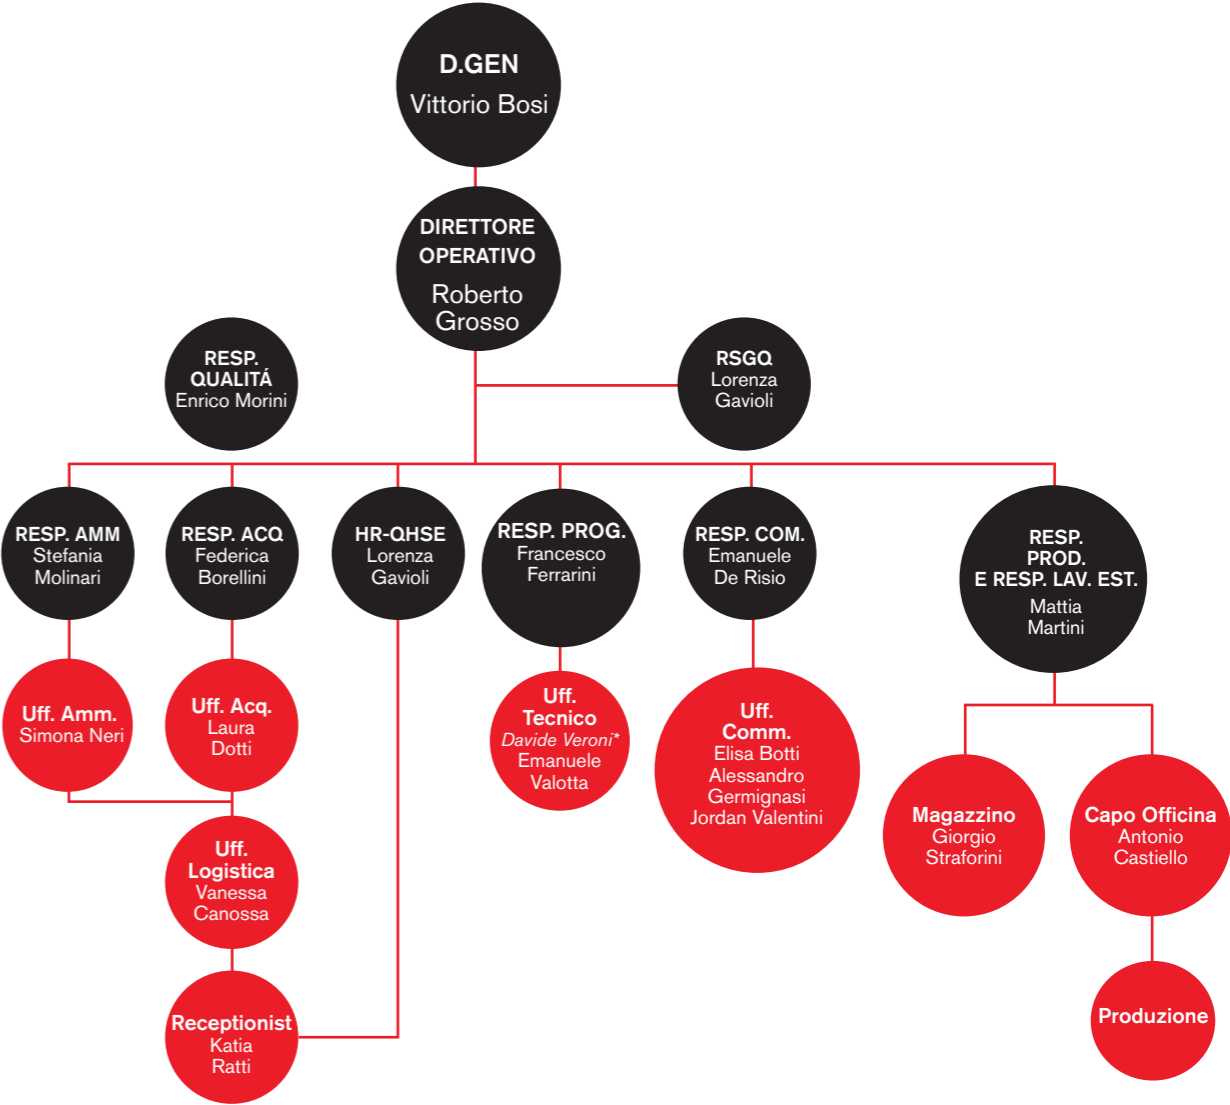 D.GEN
Vittorio Bosi
DIRETTORE
OPERATIVO
Roberto
Grosso
RESP.
QUALITÁ
Enrico Morini
RSGQ
Lorenza
Gavioli
RESP. AMM
Stefania
Molinari
RESP. ACQ
Federica
Borellini
HR-QHSE
Lorenza
Gavioli
RESP. PROG.
Francesco
Ferrarini
RESP. COM.
Emanuele
De Risio
RESP.
PROD.
E RESP. LAV. EST.
Mattia
Martini
Uff. Amm.
Simona Neri
Uff. Acq.
Laura
Dotti
Uff.
Tecnico
Davide Veroni*
Emanuele
Valotta
Uff.
Comm.
Elisa Botti
Alessandro
Germignasi
Jordan Valentini
Magazzino
Giorgio
Straforini
Capo Officina
Antonio
Castiello
Uff.
Logistica
Vanessa
Canossa
Receptionist
Katia
Ratti
Produzione